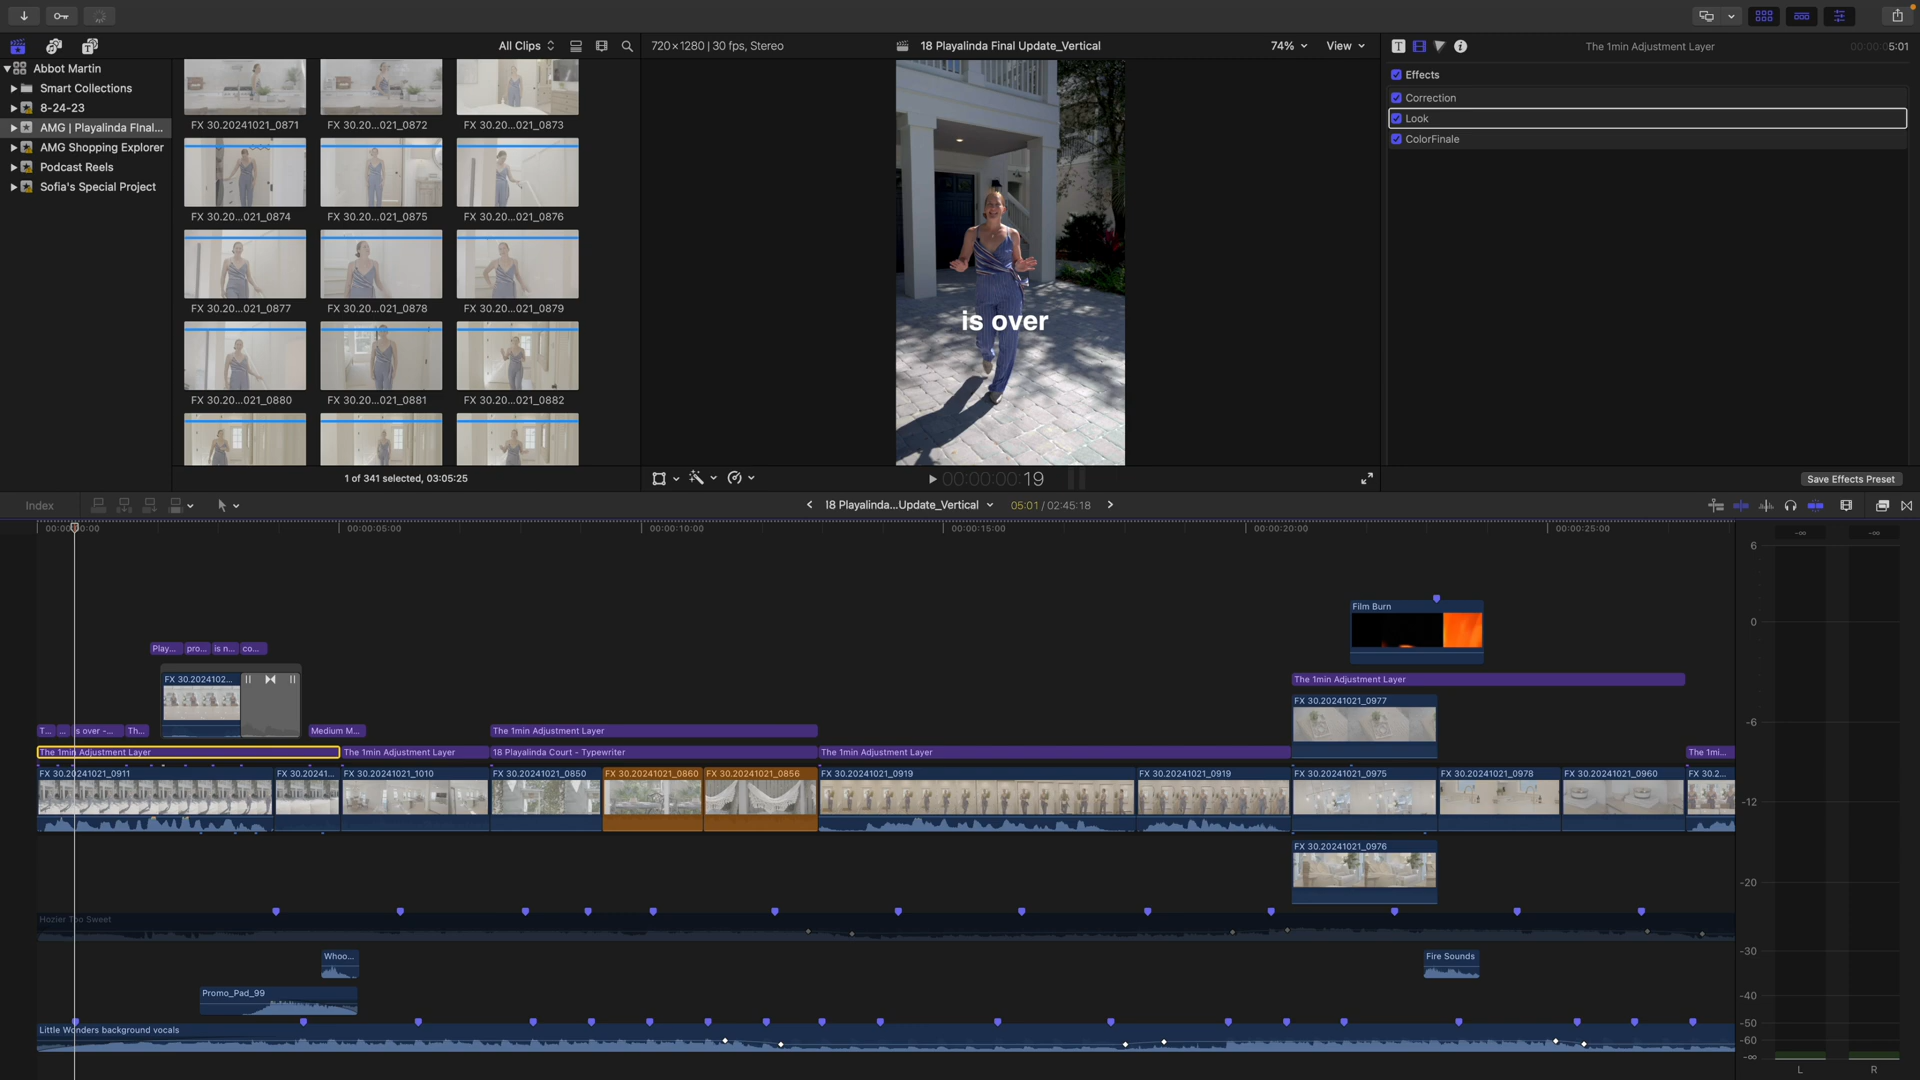 All Clips
720×1280 | 30 fps, Stereo
18 Playalinda Final Update_Vertical
74%
View
The 1min Adjustment Layer
00:00:05:01
Abbot Martin
Smart Collections
8-24-23
AMG | Playalinda FInal...
AMG Shopping Explorer
Podcast Reels
Sofia's Special Project
FX 30.20241021_0871
FX 30.20...021_0872
FX 30.20241021_0873
FX 30.20241021_0874
FX 30.20...021_0875
FX 30.20...021_0876
FX 30.20...021_0877
FX 30.20...021_0878
FX 30.20...021_0879
FX 30.20...021_0880
FX 30.20...021_0881
FX 30.20...021_0882
1 of 341 selected, 03:05:25
is over
00:00:00:19
Effects
Correction
Look
ColorFinale
Save Effects Preset
Index
18 Playalinda...Update_Vertical
05:01 / 02:45:18
00:00:00:00
00:00:05:00
00:00:10:00
00:00:15:00
00:00:20:00
00:00:25:00
Film Burn
Play...
pro...
is n...
co...
FX 30.2024102...
The 1min Adjustment Layer
FX 30.20241021_0977
T...
...
is over -...
Th...
Medium M...
The 1min Adjustment Layer
The 1min Adjustment Layer
The 1min Adjustment Layer
18 Playalinda Court - Typewriter
The 1min Adjustment Layer
The 1mi...
FX 30.20241021_0911
FX 30.20241...
FX 30.20241021_1010
FX 30.20241021_0850
FX 30.20241021_0860
FX 30.20241021_0856
FX 30.20241021_0919
FX 30.20241021_0919
FX 30.20241021_0975
FX 30.20241021_0978
FX 30.20241021_0960
FX 30.2...
FX 30.20241021_0976
Hozier Too Sweet
Whoo...
Fire Sounds
Promo_Pad_99
Little Wonders background vocals
-∞
-∞
6
0
-6
-12
-20
-30
-40
-50
-60
-∞
L
R